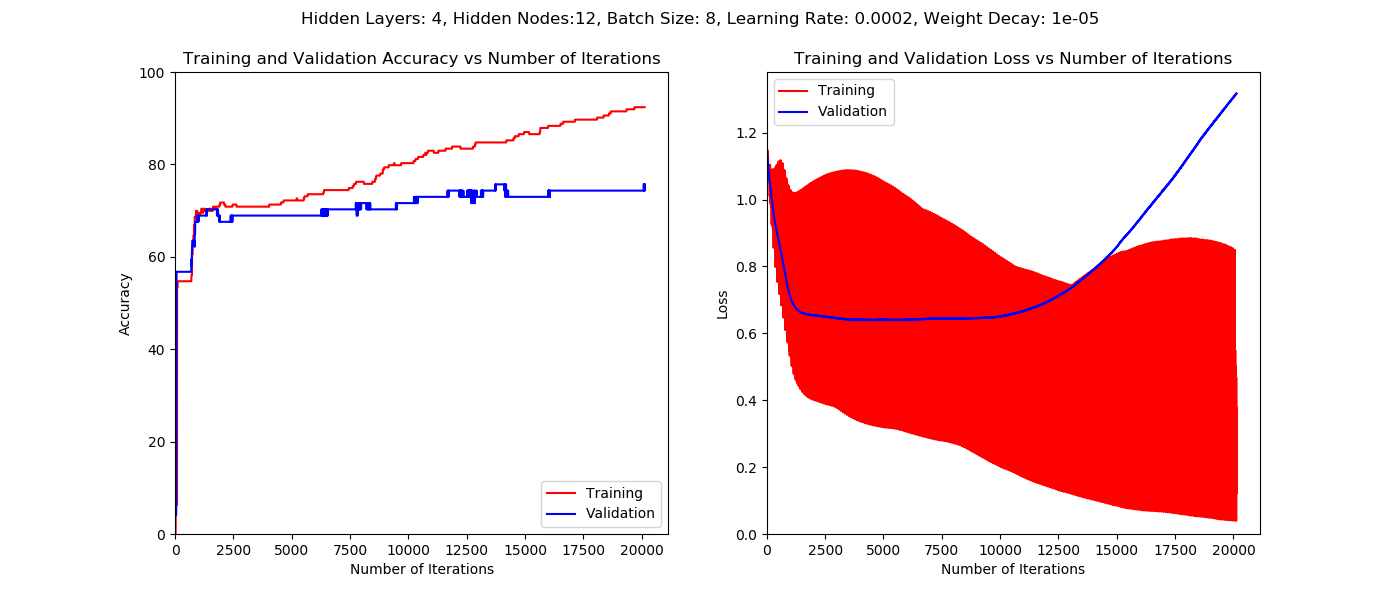 Hidden Layers: 4, Hidden Nodes:12, Batch Size: 8, Learning Rate: 0.0002, Weight Decay: 1e-05
Training and Validation Accuracy vs Number of Iterations
100
80
60
40
20
0
Accuracy
Training
Validation
0 2500 5000 7500 10000 12500 15000 17500 20000
Number of Iterations
Training and Validation Loss vs Number of Iterations
Training
Validation
1.2
1.0
0.8
0.6
0.4
0.2
0.0
Loss
0 2500 5000 7500 10000 12500 15000 17500 20000
Number of Iterations